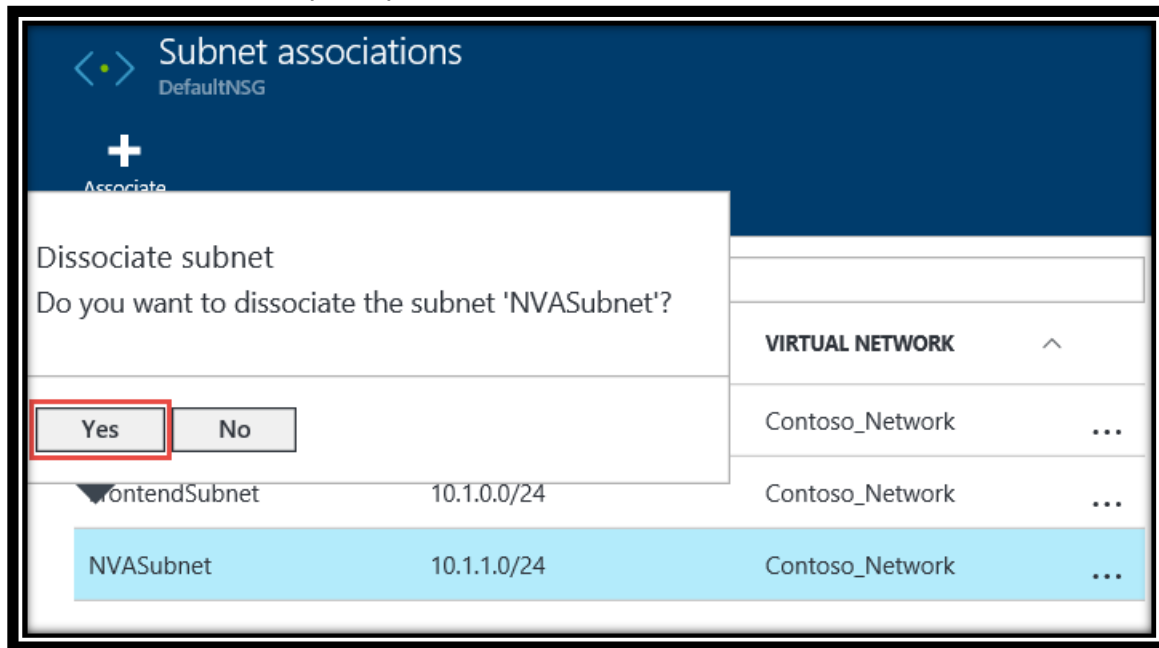 Subnet associations
DefaultNSG
Associate
Dissociate subnet
Do you want to dissociate the subnet 'NVASubnet'?
Yes No
VIRTUAL NETWORK
Contoso_Network ...
rontendSubnet 10.1.0.0/24 Contoso_Network ...
NVASubnet 10.1.1.0/24 Contoso_Network ...